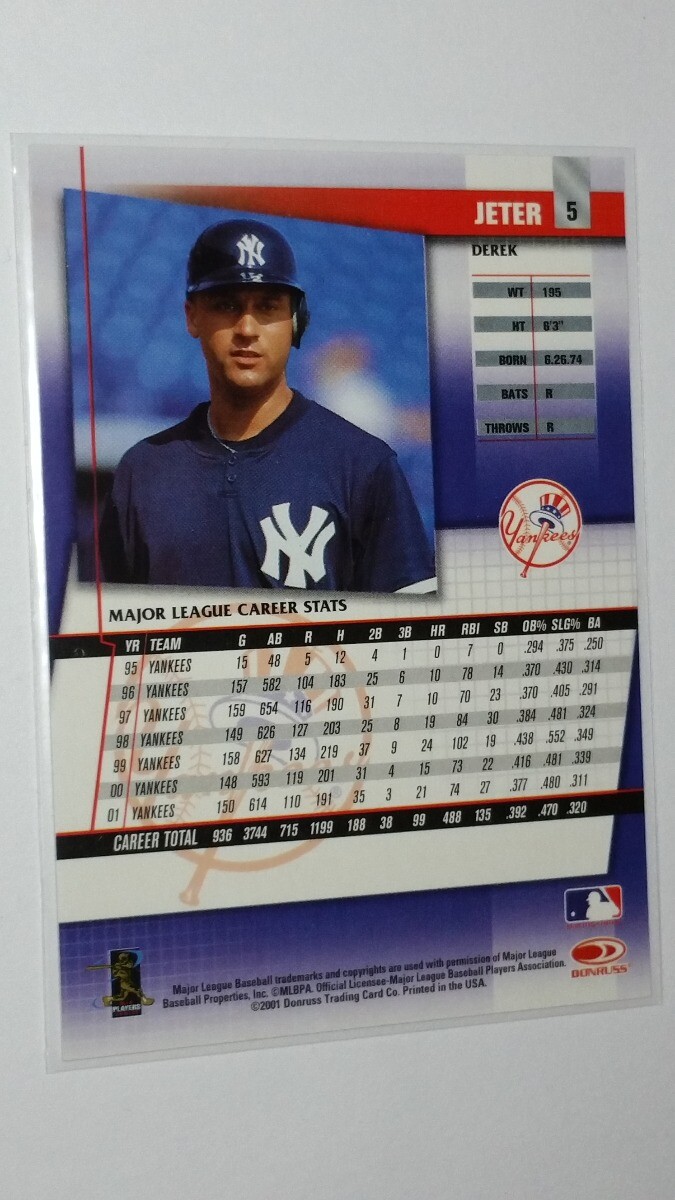 JETER 5
DEREK
WT 195
HT 6'3"
BORN 6.26.74
BATS R
THROWS R
NY
NY
Yankees
MAJOR LEAGUE CAREER STATS
YR TEAM G AB R H 2B 3B HR RBI SB OB% SLG% BA
95 YANKEES 15 48 5 12 4 1 0 7 0 .294 .375 .250
96 YANKEES 157 582 104 183 25 6 10 78 14 .370 .430 .314
97 YANKEES 159 654 116 190 31 7 10 70 23 .370 .405 .291
98 YANKEES 149 626 127 203 25 8 19 84 30 .384 .481 .324
99 YANKEES 158 627 134 219 37 9 24 102 19 .438 .552 .349
00 YANKEES 148 593 119 201 31 4 15 73 22 .416 .481 .339
01 YANKEES 150 614 110 191 35 3 21 74 27 .377 .480 .311
CAREER TOTAL 936 3744 715 1199 188 38 99 488 135 .392 .470 .320
PLAYERS
Major League Baseball trademarks and copyrights are used with permission of Major League
Baseball Properties, Inc. ©MLBPA. Official Licensee-Major League Baseball Players Association.
©2001 Donruss Trading Card Co. Printed in the USA.
DONRUSS